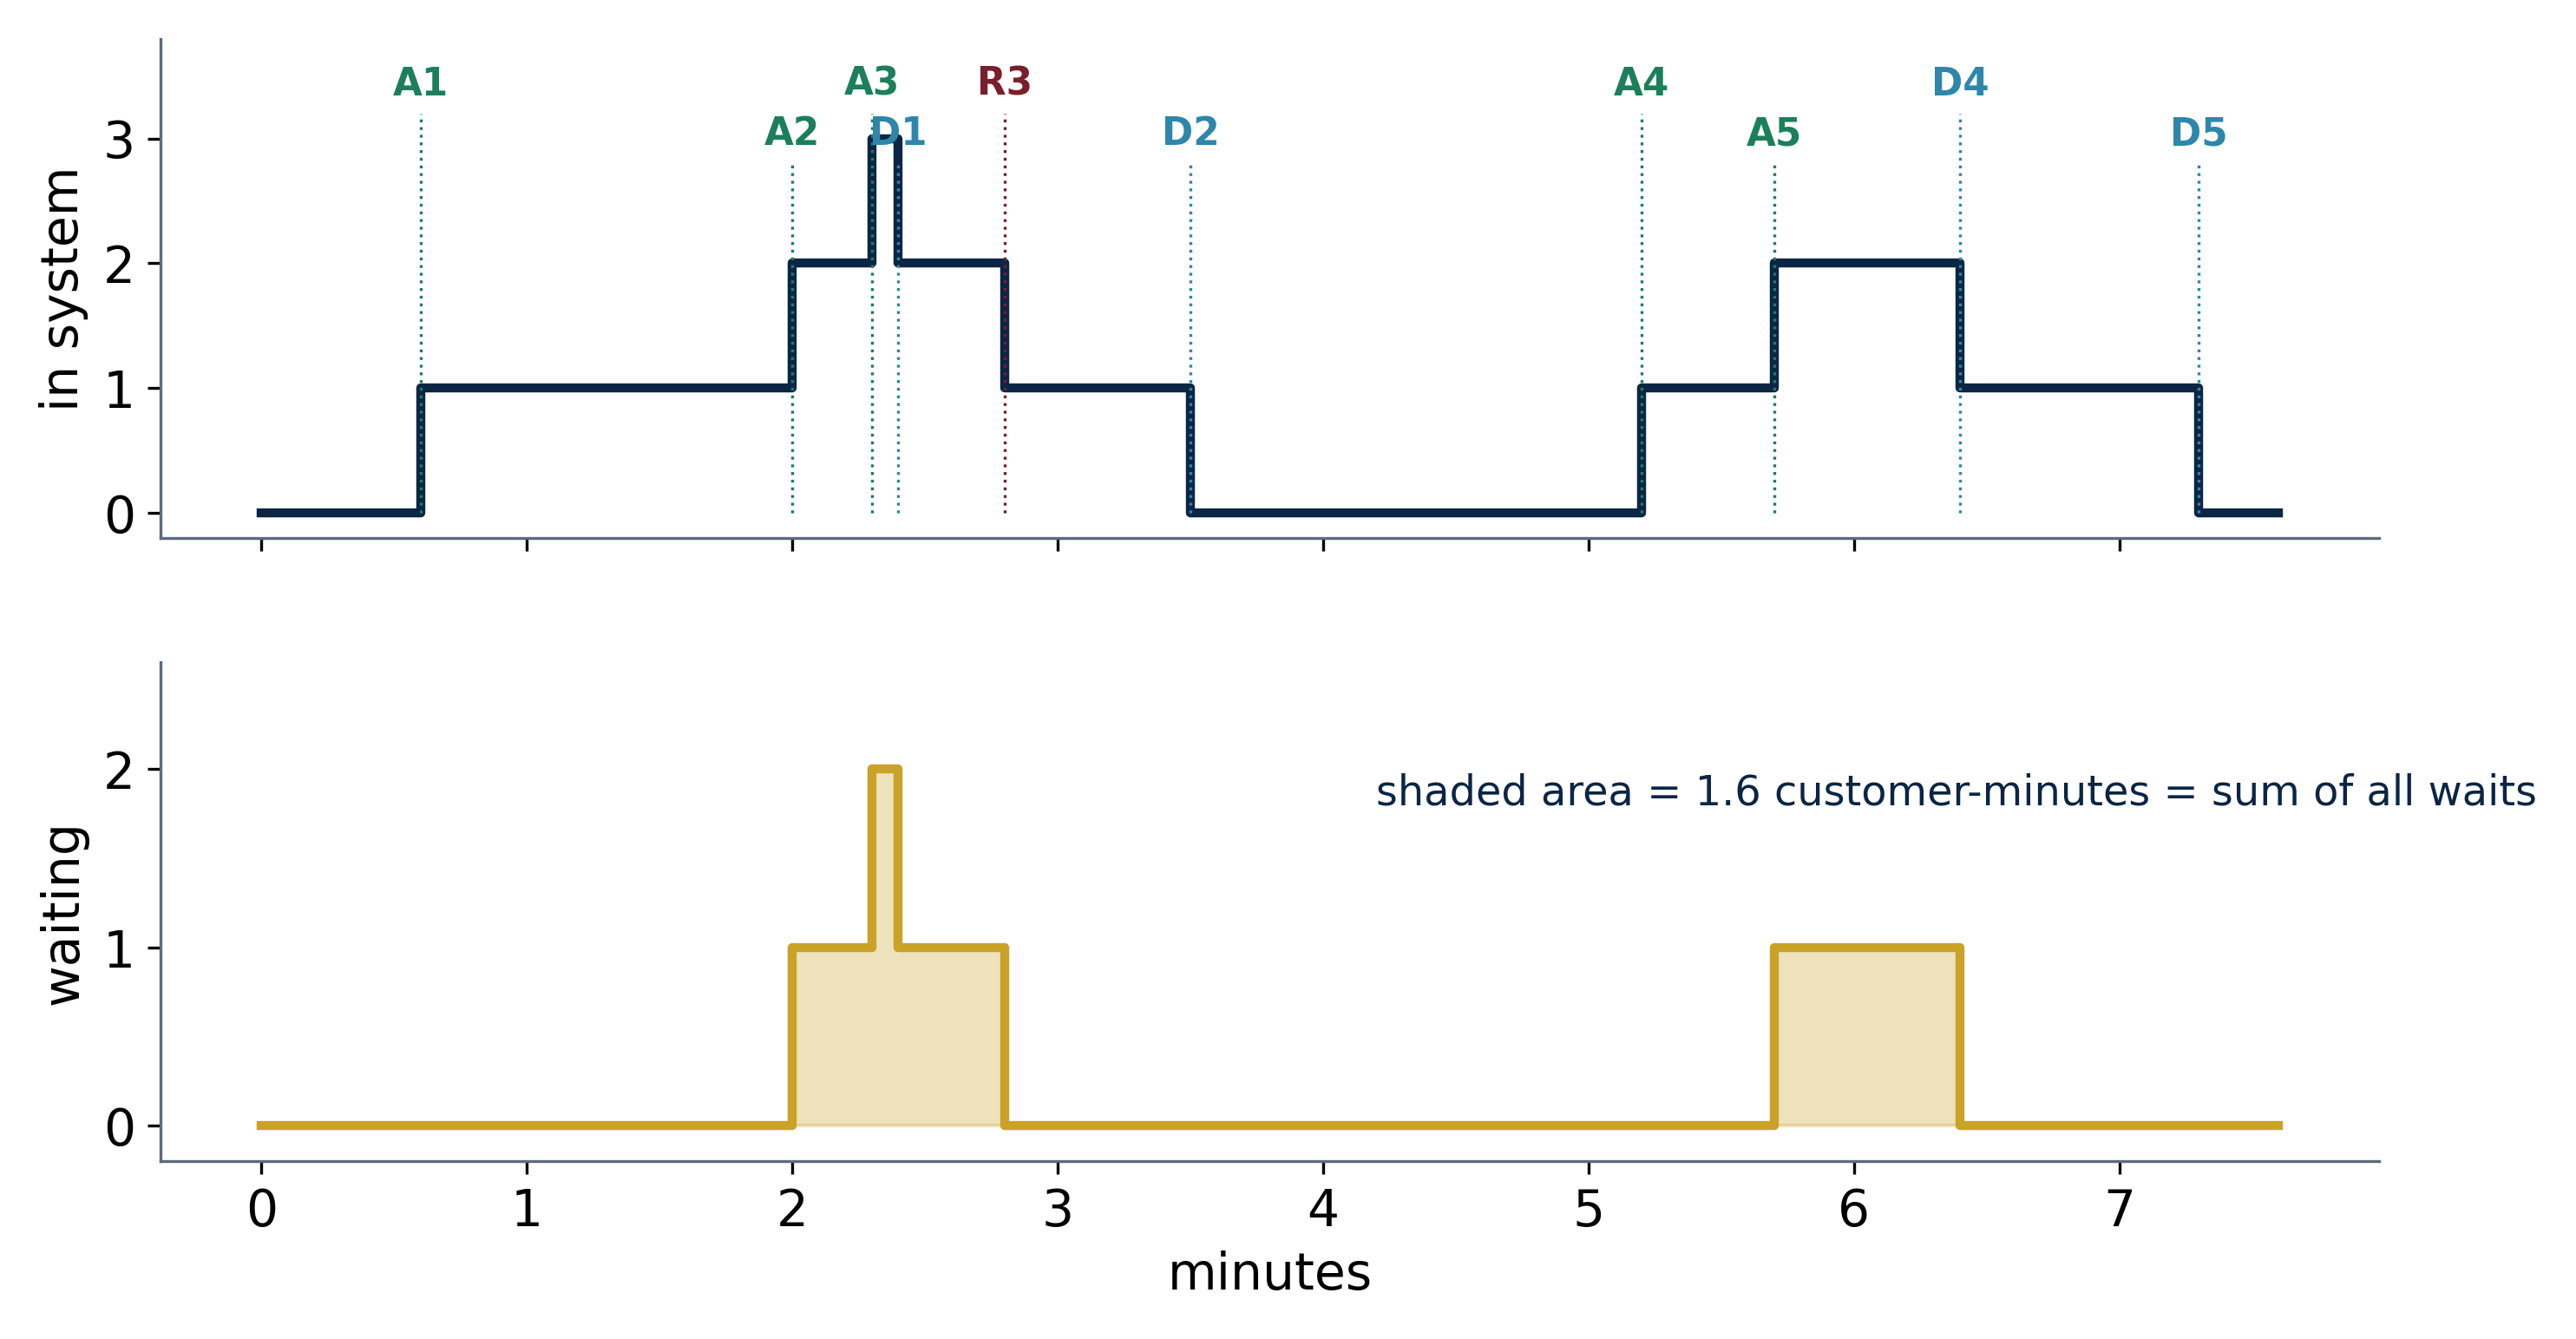 A1
A3
R3
A4
D4
A2
D1
D2
A5
D5
3
2
1
0
in system
2
1
0
waiting
shaded area = 1.6 customer-minutes = sum of all waits
0 1 2 3 4 5 6 7
minutes